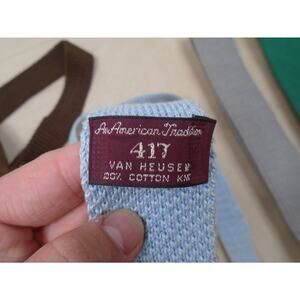 An American Tradition
417
VAN HEUSEN
100% COTTON KNIT